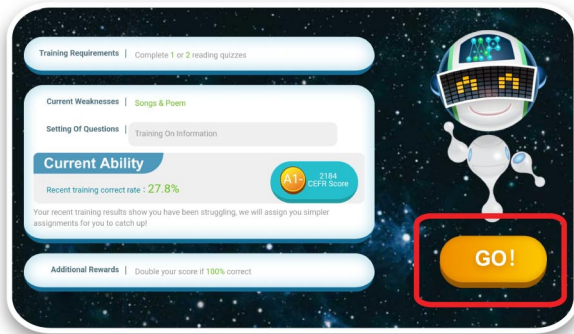 Training Requirements | Complete 1 or 2 reading quizzes
Current Weaknesses | Songs & Poem
Setting Of Questions | Training On Information
Current Ability
Recent training correct rate : 27.8%
A1- 2184
CEFR Score
Your recent training results show you have been struggling, we will assign you simpler
assignments for you to catch up!
Additional Rewards | Double your score if 100% correct
GO!